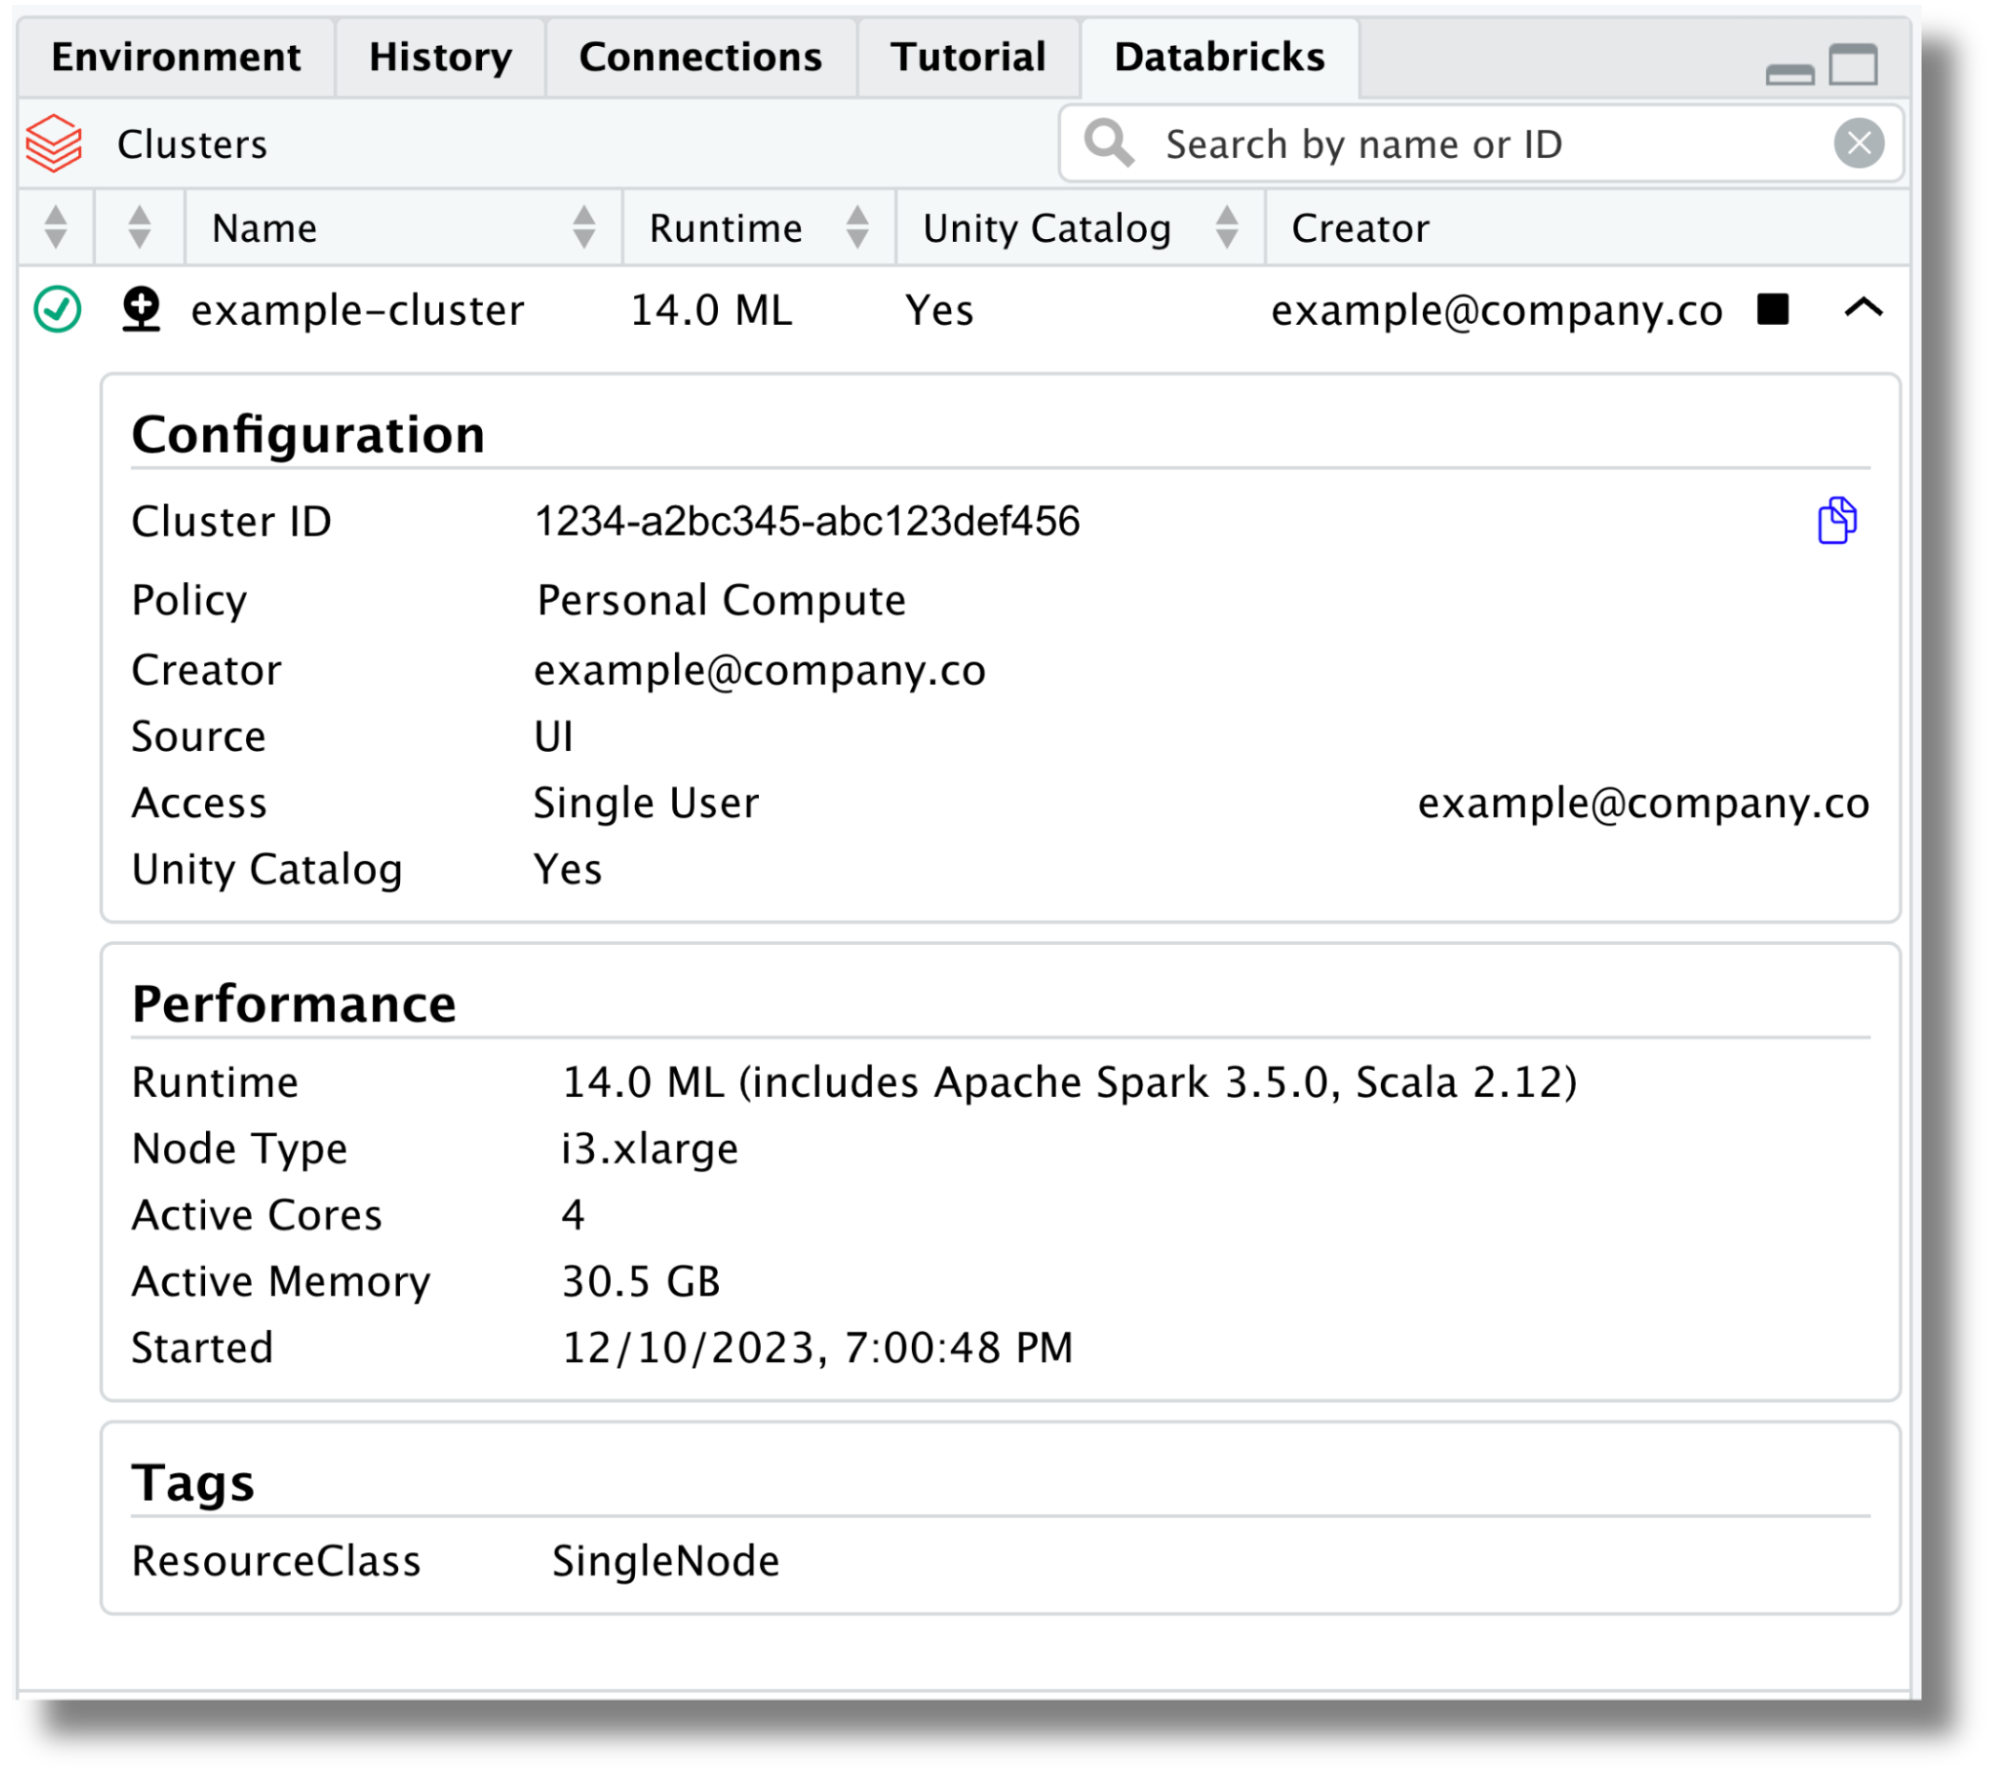 Environment History Connections Tutorial Databricks
Clusters Search by name or ID
Name Runtime Unity Catalog Creator
example-cluster 14.0 ML Yes example@company.co
Configuration
Cluster ID 1234-a2bc345-abc123def456
Policy Personal Compute
Creator example@company.co
Source UI
Access Single User example@company.co
Unity Catalog Yes
Performance
Runtime 14.0 ML (includes Apache Spark 3.5.0, Scala 2.12)
Node Type i3.xlarge
Active Cores 4
Active Memory 30.5 GB
Started 12/10/2023, 7:00:48 PM
Tags
ResourceClass SingleNode